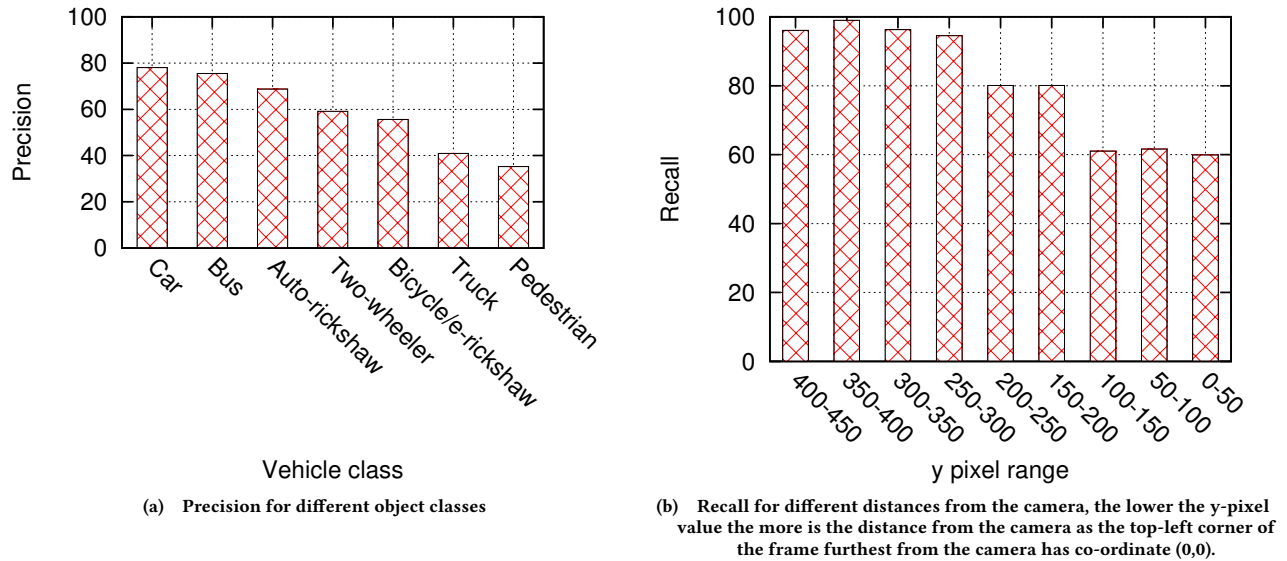 100
80
60
40
20
0
Precision
Car
Bus
Auto-rickshaw
Two-wheeler
Bicycle/e-rickshaw
Truck
Pedestrian
Vehicle class
(a) Precision for different object classes
100
80
60
40
20
0
Recall
400-450
350-400
300-350
250-300
200-250
150-200
100-150
50-100
0-50
y pixel range
(b) Recall for different distances from the camera, the lower the y-pixel
value the more is the distance from the camera as the top-left corner of
the frame furthest from the camera has co-ordinate (0,0).